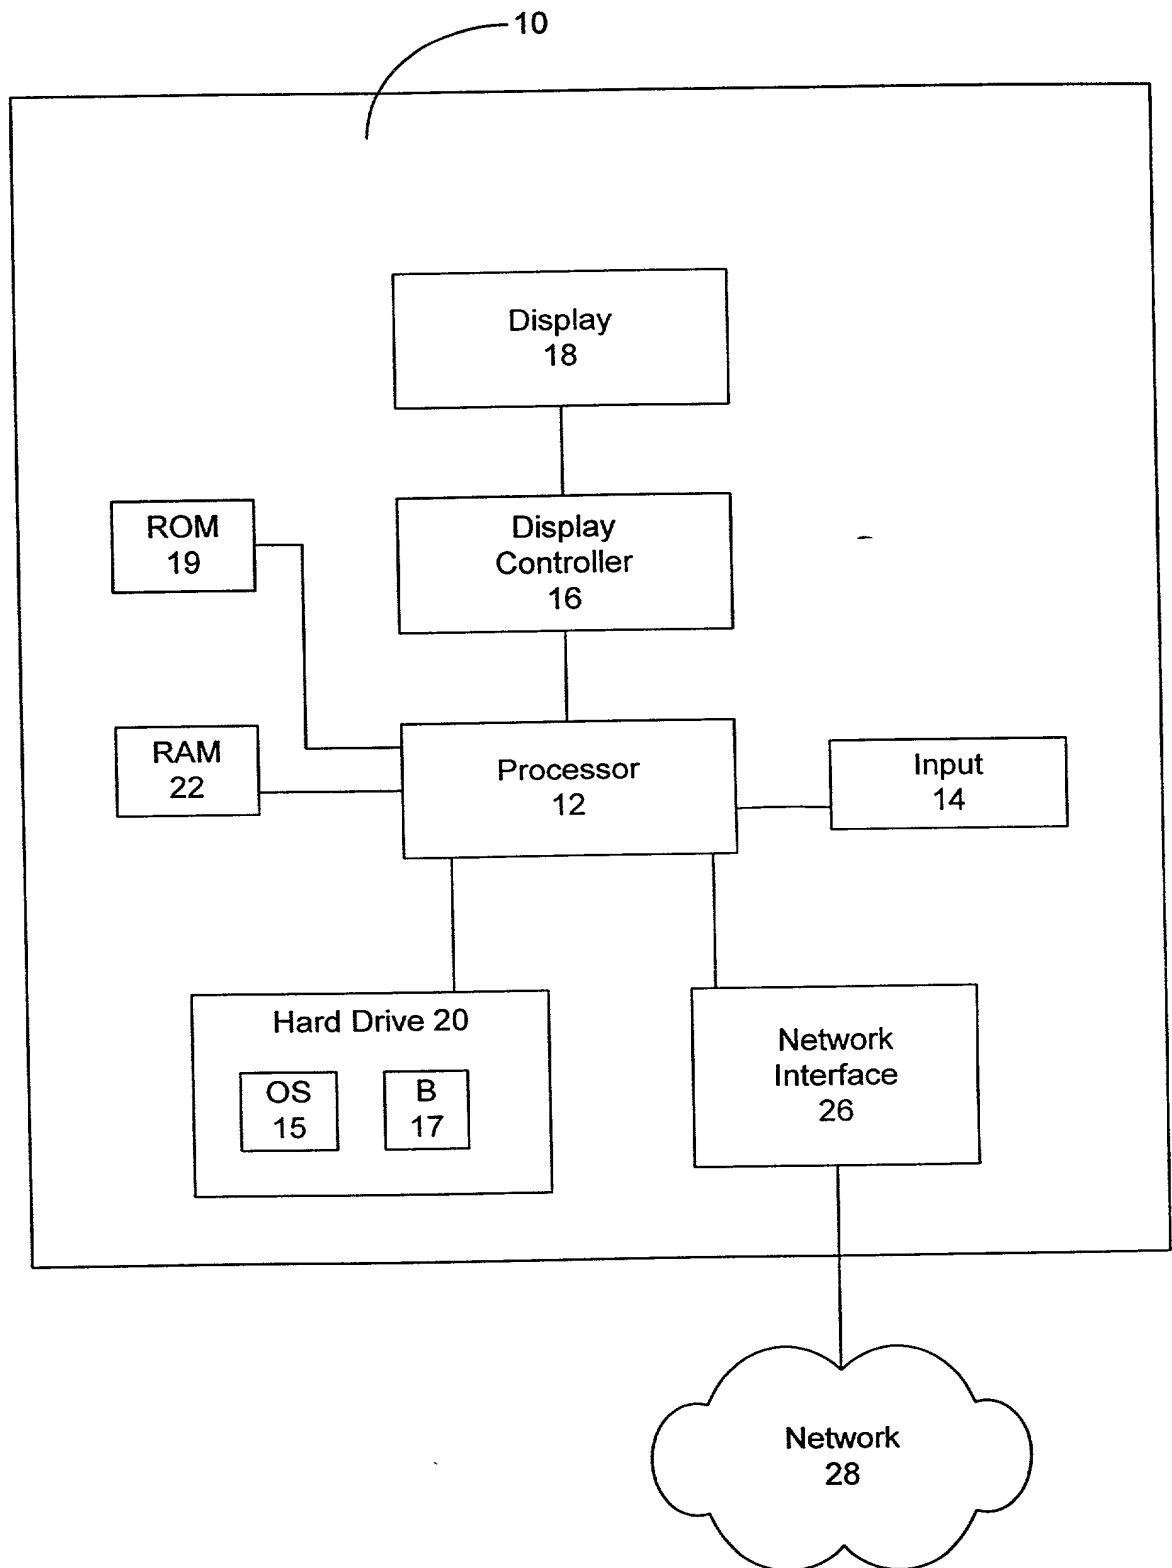 10
Display
18
Display
Controller
16
ROM
19
RAM
22
Processor
12
Input
14
Hard Drive 20
OS
15
B
17
Network
Interface
26
Network
28